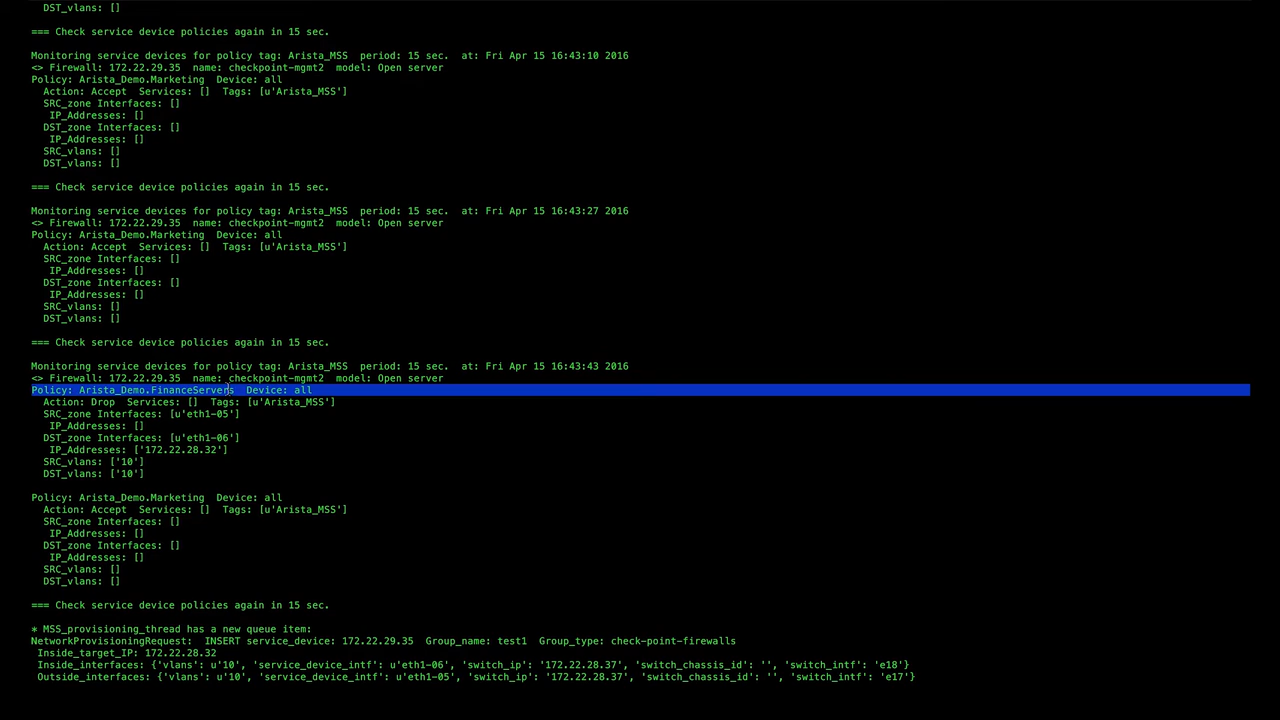 DST_vlans: []
=== Check service device policies again in 15 sec.
Monitoring service devices for policy tag: Arista_MSS  period: 15 sec.  at: Fri Apr 15 16:43:10 2016
<> Firewall: 172.22.29.35  name: checkpoint-mgmt2  model: Open server
Policy: Arista_Demo.Marketing  Device: all
Action: Accept  Services: []  Tags: [u'Arista_MSS']
SRC_zone Interfaces: []
IP_Addresses: []
DST_zone Interfaces: []
IP_Addresses: []
SRC_vlans: []
DST_vlans: []
=== Check service device policies again in 15 sec.
Monitoring service devices for policy tag: Arista_MSS  period: 15 sec.  at: Fri Apr 15 16:43:27 2016
<> Firewall: 172.22.29.35  name: checkpoint-mgmt2  model: Open server
Policy: Arista_Demo.Marketing  Device: all
Action: Accept  Services: []  Tags: [u'Arista_MSS']
SRC_zone Interfaces: []
IP_Addresses: []
DST_zone Interfaces: []
IP_Addresses: []
SRC_vlans: []
DST_vlans: []
=== Check service device policies again in 15 sec.
Monitoring service devices for policy tag: Arista_MSS  period: 15 sec.  at: Fri Apr 15 16:43:43 2016
<> Firewall: 172.22.29.35  name: checkpoint-mgmt2  model: Open server
Policy: Arista_Demo.FinanceServers  Device: all
Action: Drop  Services: []  Tags: [u'Arista_MSS']
SRC_zone Interfaces: [u'eth1-05']
IP_Addresses: []
DST_zone Interfaces: [u'eth1-06']
IP_Addresses: ['172.22.28.32']
SRC_vlans: ['10']
DST_vlans: ['10']
Policy: Arista_Demo.Marketing  Device: all
Action: Accept  Services: []  Tags: [u'Arista_MSS']
SRC_zone Interfaces: []
IP_Addresses: []
DST_zone Interfaces: []
IP_Addresses: []
SRC_vlans: []
DST_vlans: []
=== Check service device policies again in 15 sec.
* MSS_provisioning_thread has a new queue item:
NetworkProvisioningRequest:  INSERT service_device: 172.22.29.35  Group_name: test1  Group_type: check-point-firewalls
Inside_target_IP: 172.22.28.32
Inside_interfaces: {'vlans': u'10', 'service_device_intf': u'eth1-06', 'switch_ip': '172.22.28.37', 'switch_chassis_id': '', 'switch_intf': 'e18'}
Outside_interfaces: {'vlans': u'10', 'service_device_intf': u'eth1-05', 'switch_ip': '172.22.28.37', 'switch_chassis_id': '', 'switch_intf': 'e17'}